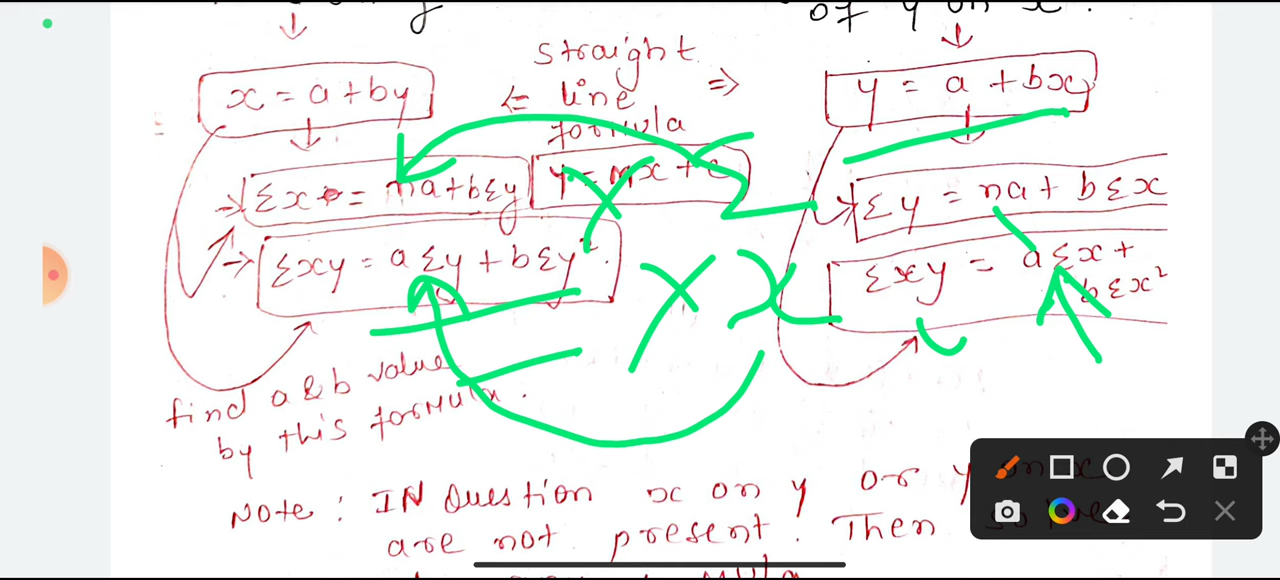 of y on x.
straight
x = a + by
⇐ line ⇒
y = a + bx
formula
Σx = na + bΣy
y = mx + c
Σy = na + bΣx
Σxy = aΣy + bΣy²
Σxy = aΣx +
bΣx²
find a & b value
by this formula.
Note : IN Question x on y or y
are not present. Then